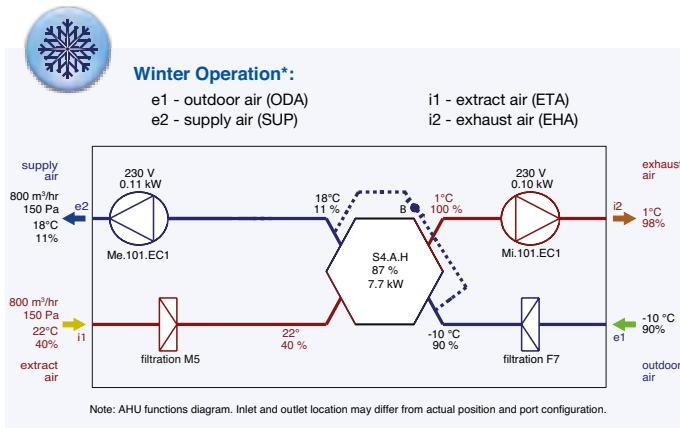 Winter Operation*:
e1 - outdoor air (ODA)
e2 - supply air (SUP)
i1 - extract air (ETA)
i2 - exhaust air (EHA)
supply
air
800 m³/hr
150 Pa
e2
18°C
11%
230 V
0.11 kW
Me.101.EC1
18°C
11 %
B
1°C
100 %
230 V
0.10 kW
Mi.101.EC1
exhaust
air
i2
1°C
98%
S4.A.H
87 %
7.7 kW
800 m³/hr
150 Pa
22°C
40%
i1
extract
air
filtration M5
22°
40 %
-10 °C
90 %
filtration F7
-10 °C
90%
e1
outdoor
air
Note: AHU functions diagram. Inlet and outlet location may differ from actual position and port configuration.